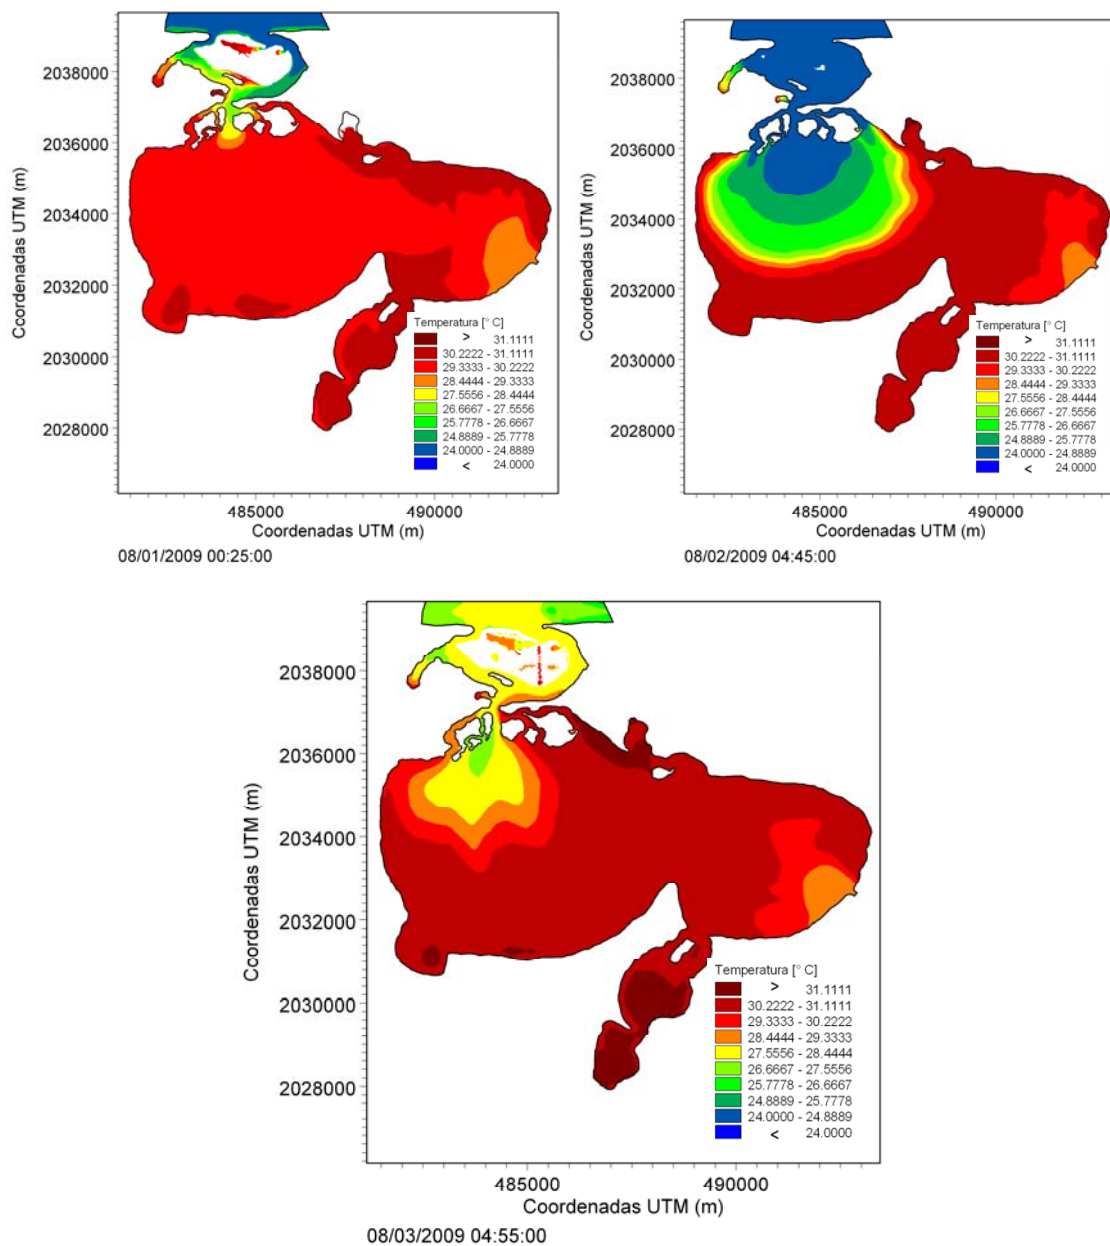 Coordenadas UTM (m)
2038000
2036000
2034000
2032000
2030000
2028000
Temperatura [° C]
> 31.1111
30.2222 - 31.1111
29.3333 - 30.2222
28.4444 - 29.3333
27.5556 - 28.4444
26.6667 - 27.5556
25.7778 - 26.6667
24.8889 - 25.7778
24.0000 - 24.8889
< 24.0000
485000 490000
Coordenadas UTM (m)
08/01/2009 00:25:00
Coordenadas UTM (m)
2038000
2036000
2034000
2032000
2030000
2028000
Temperatura [° C]
> 31.1111
30.2222 - 31.1111
29.3333 - 30.2222
28.4444 - 29.3333
27.5556 - 28.4444
26.6667 - 27.5556
25.7778 - 26.6667
24.8889 - 25.7778
24.0000 - 24.8889
< 24.0000
485000 490000
Coordenadas UTM (m)
08/02/2009 04:45:00
Coordenadas UTM (m)
2038000
2036000
2034000
2032000
2030000
2028000
Temperatura [° C]
> 31.1111
30.2222 - 31.1111
29.3333 - 30.2222
28.4444 - 29.3333
27.5556 - 28.4444
26.6667 - 27.5556
25.7778 - 26.6667
24.8889 - 25.7778
24.0000 - 24.8889
< 24.0000
485000 490000
Coordenadas UTM (m)
08/03/2009 04:55:00